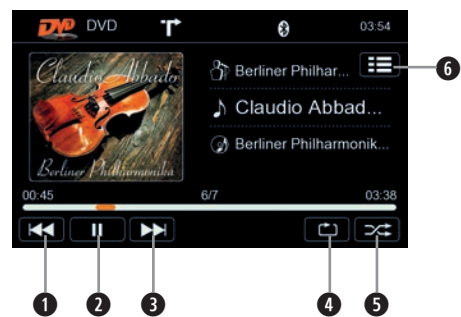 DVD DVD 03:54
Claudio Abbado
Berliner Philharmonika
Berliner Philhar...
Claudio Abbad...
Berliner Philharmonik...
00:45 6/7 03:38
6
1 2 3 4 5